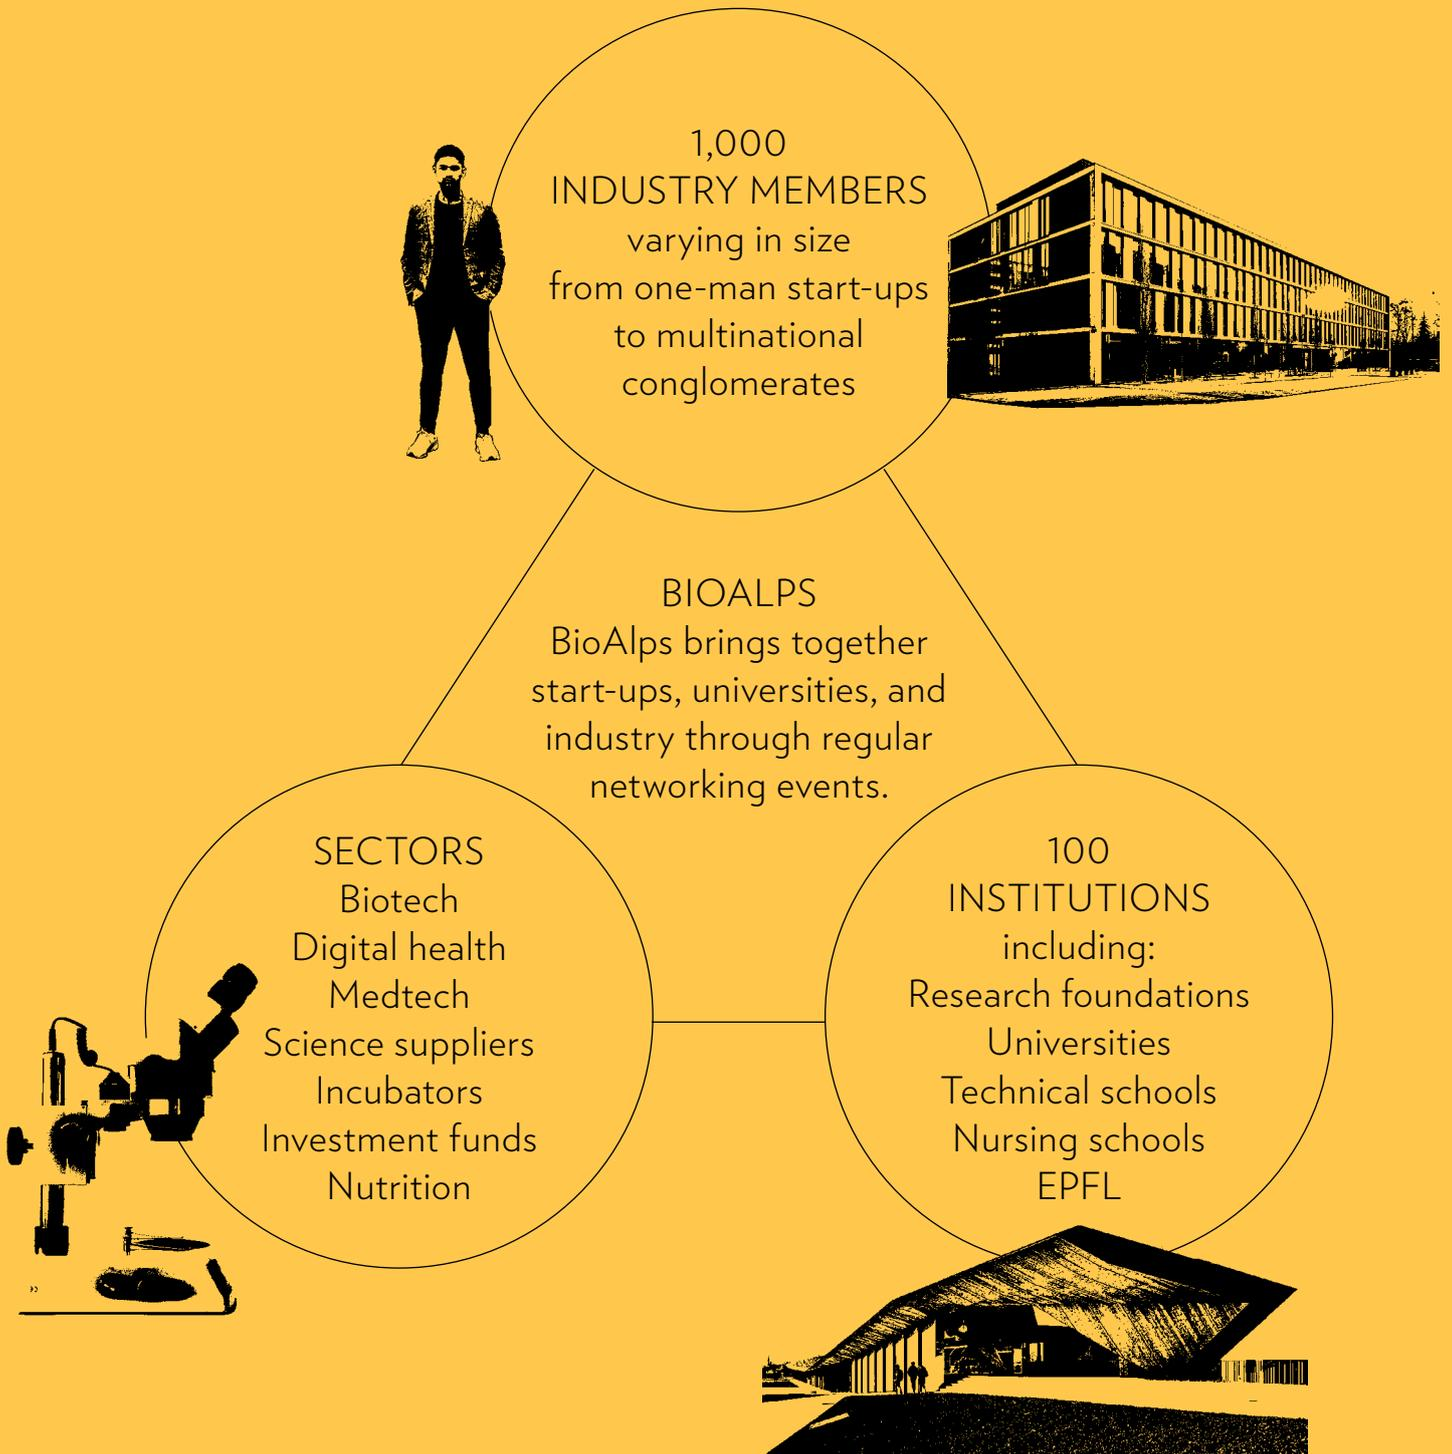 1,000
INDUSTRY MEMBERS
varying in size
from one-man start-ups
to multinational
conglomerates
BIOALPS
BioAlps brings together
start-ups, universities, and
industry through regular
networking events.
SECTORS
Biotech
Digital health
Medtech
Science suppliers
Incubators
Investment funds
Nutrition
100
INSTITUTIONS
including:
Research foundations
Universities
Technical schools
Nursing schools
EPFL